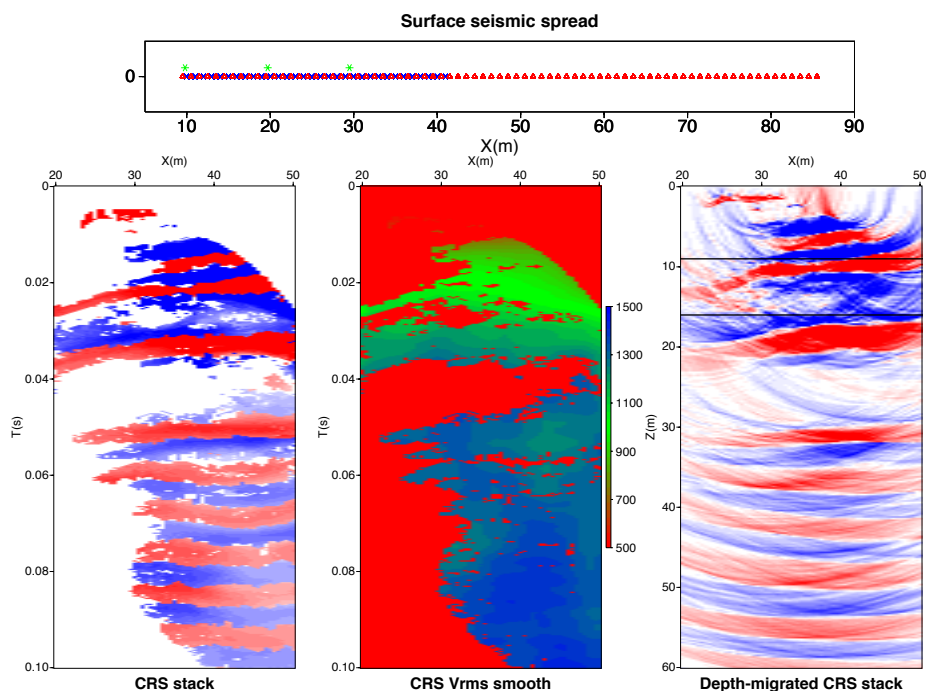 Surface seismic spread
0
10 20 30 40 50 60 70 80 90
X(m)
X(m) X(m) X(m)
20 30 40 50 20 30 40 50 20 30 40 50
0 0 0
10
0.02 0.02
1500
20
1300
0.04 0.04
1100
T(s) T(s) Z(m) 30
900
0.06 0.06
700
40
500
0.08 0.08
50
0.10 0.10 60
CRS stack CRS Vrms smooth Depth-migrated CRS stack